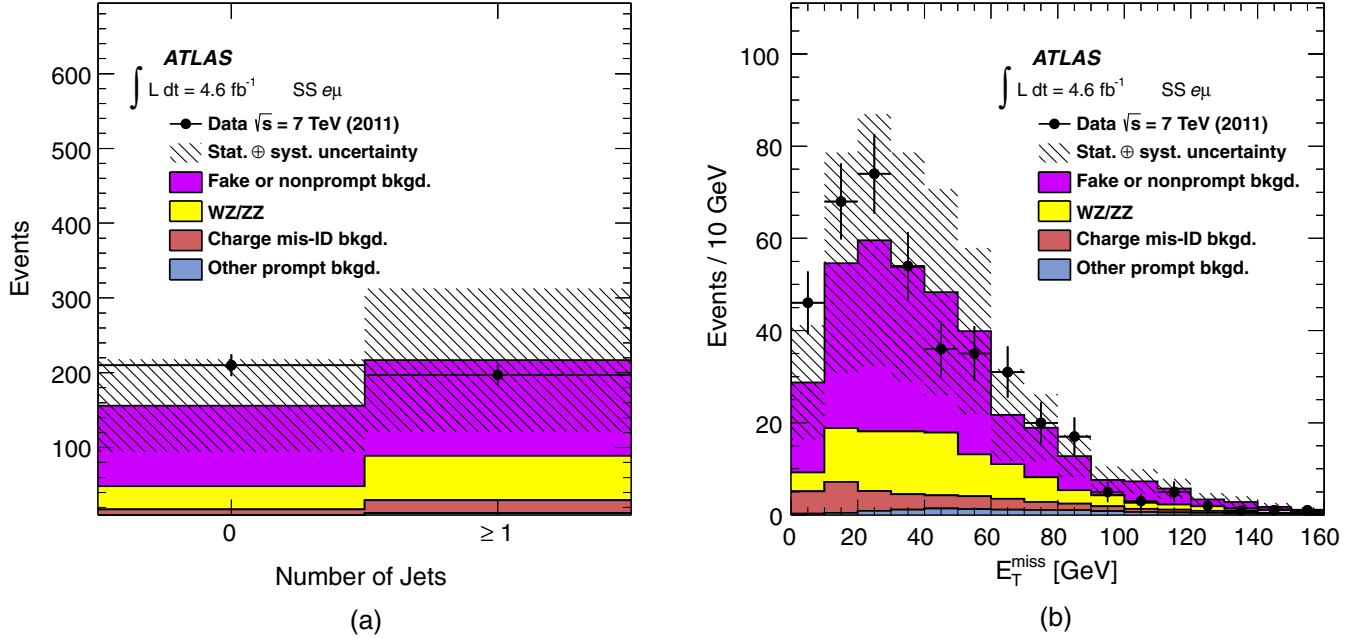 ATLAS
∫ L dt = 4.6 fb⁻¹ SS eμ
Data √s = 7 TeV (2011)
Stat. ⊕ syst. uncertainty
Fake or nonprompt bkgd.
WZ/ZZ
Charge mis-ID bkgd.
Other prompt bkgd.
Events
600
500
400
300
200
100
0 ≥ 1
Number of Jets
(a)
ATLAS
∫ L dt = 4.6 fb⁻¹ SS eμ
Data √s = 7 TeV (2011)
Stat. ⊕ syst. uncertainty
Fake or nonprompt bkgd.
WZ/ZZ
Charge mis-ID bkgd.
Other prompt bkgd.
Events / 10 GeV
100
80
60
40
20
0
0 20 40 60 80 100 120 140 160
E_T^miss [GeV]
(b)